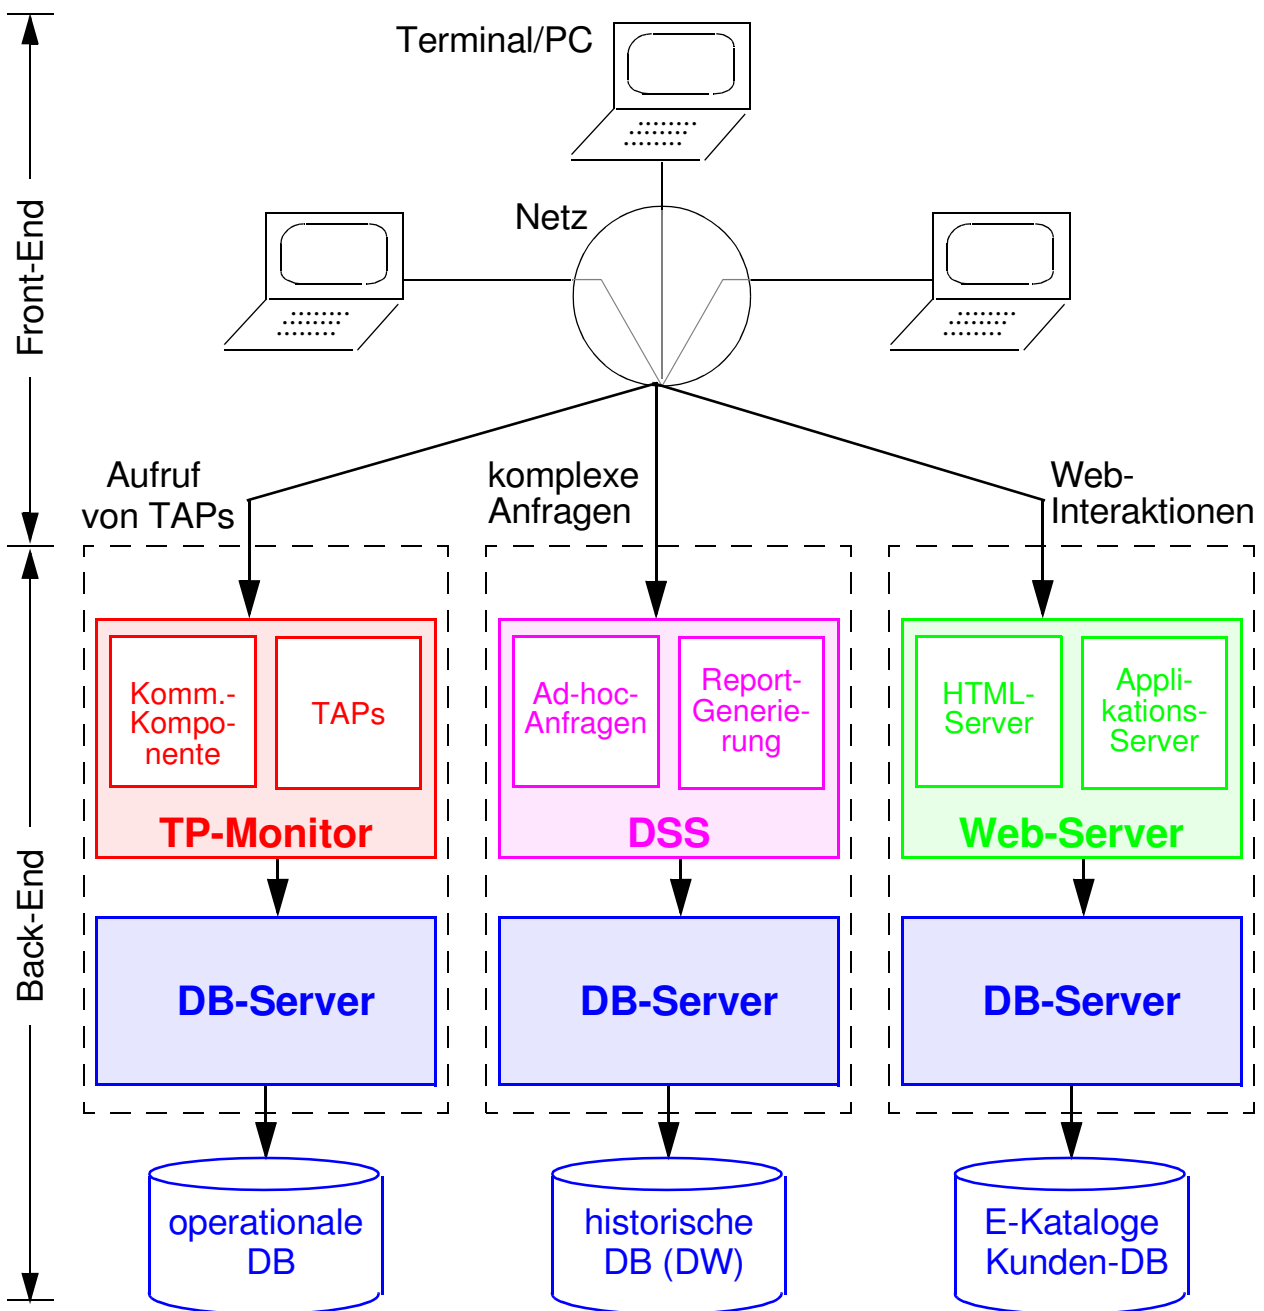 Terminal/PC
Netz
Front-End
Aufruf
von TAPs
komplexe
Anfragen
Web-
Interaktionen
Back-End
Komm.-
Kompo-
nente
TAPs
TP-Monitor
Ad-hoc-
Anfragen
Report-
Generie-
rung
DSS
HTML-
Server
Appli-
kations-
Server
Web-Server
DB-Server
DB-Server
DB-Server
operationale
DB
historische
DB (DW)
E-Kataloge
Kunden-DB